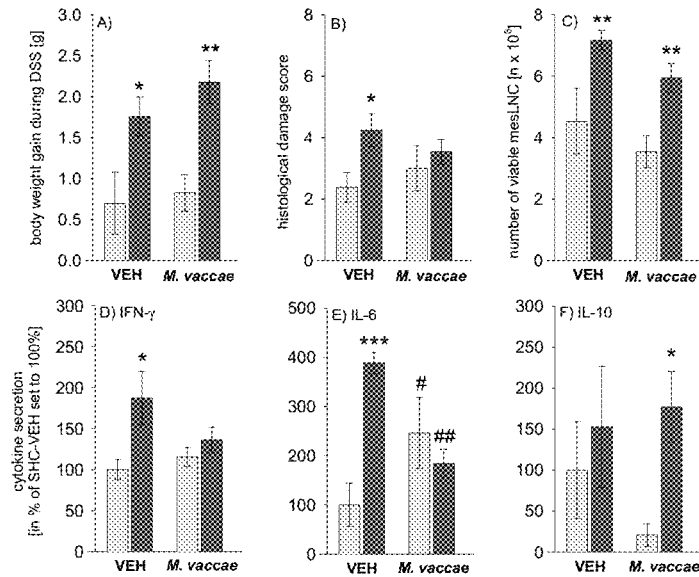 A)
body weight gain during DSS [g]
3.0
2.5
2.0
1.5
1.0
0.5
0.0
*
**
VEH
M. vaccae
B)
histological damage score
8
6
4
2
0
*
VEH
M. vaccae
C)
number of viable mesLNC [n x 10⁶]
8
6
4
2
0
**
**
VEH
M. vaccae
D) IFN-γ
cytokine secretion
[in % of SHC-VEH set to 100%]
300
250
200
150
100
50
0
*
VEH
M. vaccae
E) IL-6
500
400
300
200
100
0
***
#
##
VEH
M. vaccae
F) IL-10
300
250
200
150
100
50
0
*
VEH
M. vaccae